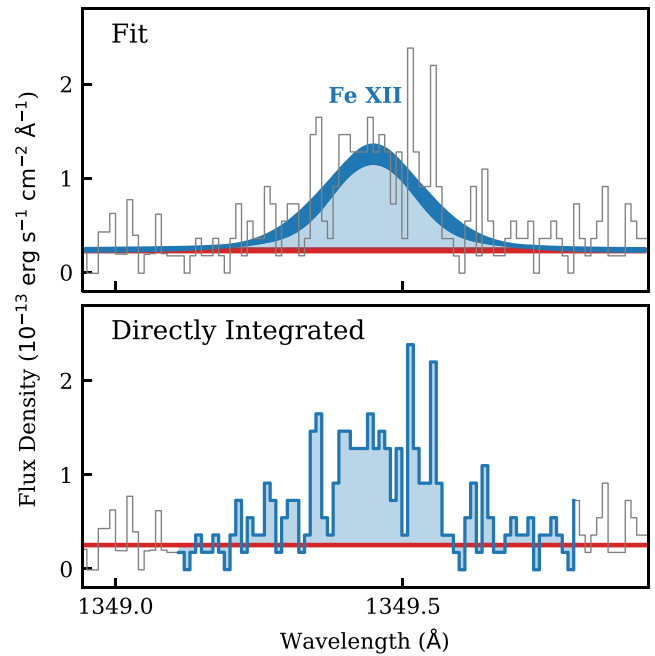 Fit
Fe XII
2
1
0
Directly Integrated
2
1
0
1349.0 1349.5
Wavelength (Å)
Flux Density (10⁻¹³ erg s⁻¹ cm⁻² Å⁻¹)